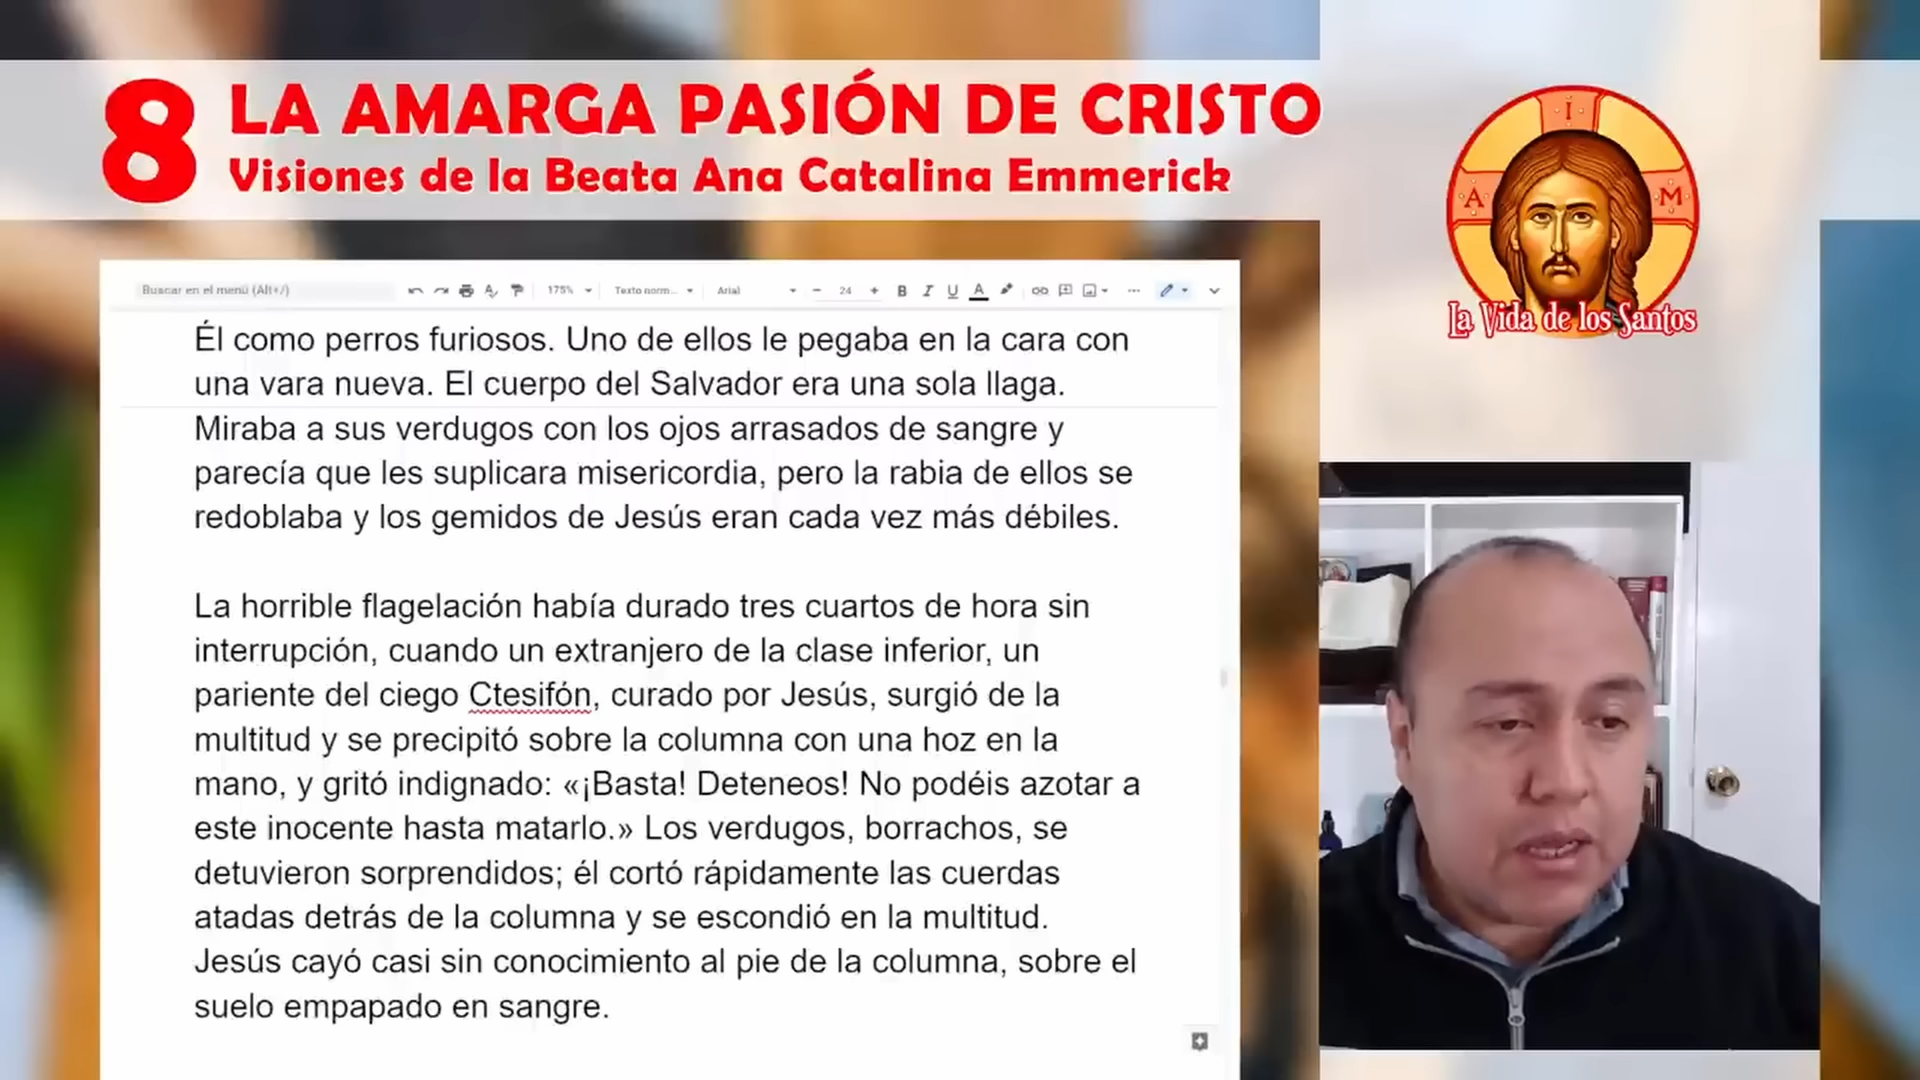 8
LA AMARGA PASIÓN DE CRISTO
Visiones de la Beata Ana Catalina Emmerick
I
A
M
La Vida de los Santos
Buscar en el menú (Alt+/)
175%
Texto norm...
Arial
24
B
I
U
A
Él como perros furiosos. Uno de ellos le pegaba en la cara con
una vara nueva. El cuerpo del Salvador era una sola llaga.
Miraba a sus verdugos con los ojos arrasados de sangre y
parecía que les suplicara misericordia, pero la rabia de ellos se
redoblaba y los gemidos de Jesús eran cada vez más débiles.
La horrible flagelación había durado tres cuartos de hora sin
interrupción, cuando un extranjero de la clase inferior, un
pariente del ciego Ctesifón, curado por Jesús, surgió de la
multitud y se precipitó sobre la columna con una hoz en la
mano, y gritó indignado: «¡Basta! Deteneos! No podéis azotar a
este inocente hasta matarlo.» Los verdugos, borrachos, se
detuvieron sorprendidos; él cortó rápidamente las cuerdas
atadas detrás de la columna y se escondió en la multitud.
Jesús cayó casi sin conocimiento al pie de la columna, sobre el
suelo empapado en sangre.